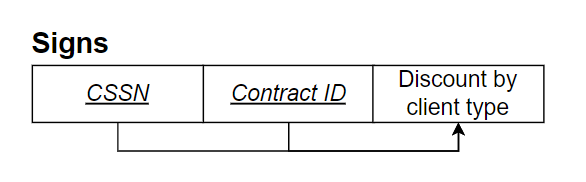 Signs
CSSN
Contract ID
Discount by
client type